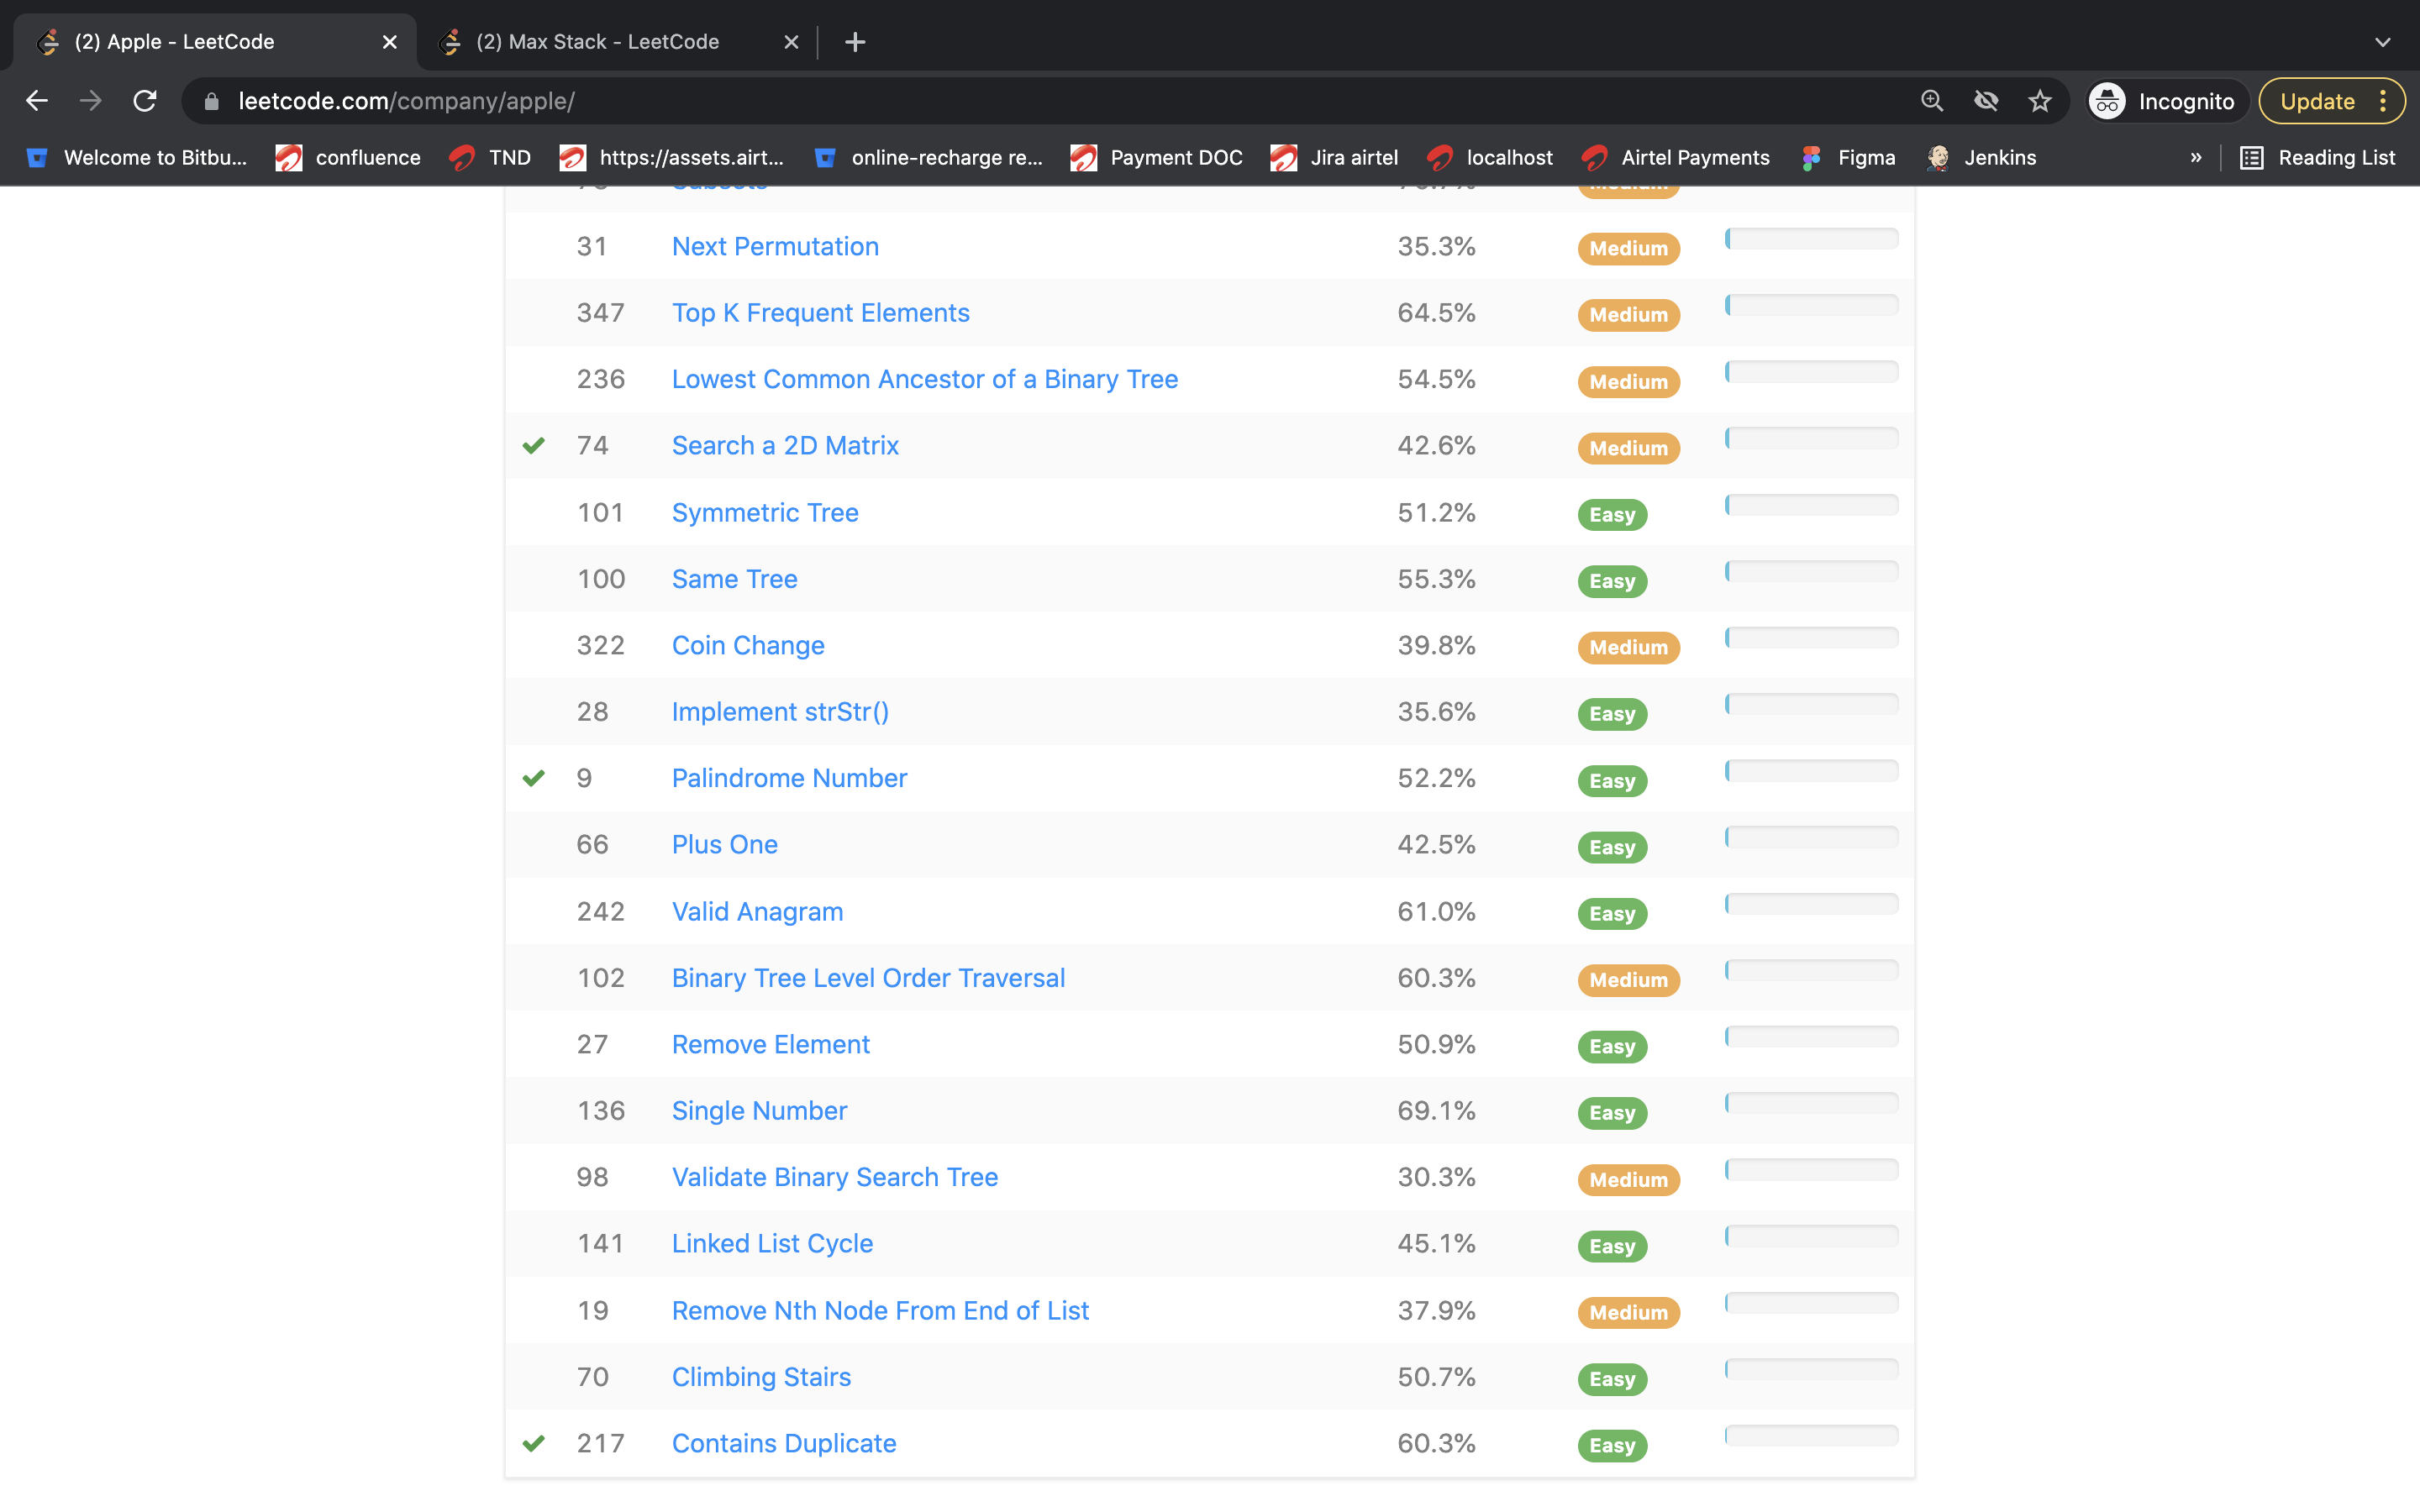 (2) Apple - LeetCode
(2) Max Stack - LeetCode
leetcode.com/company/apple/
Incognito
Update
Welcome to Bitbu... confluence TND https://assets.airt... online-recharge re... Payment DOC Jira airtel localhost Airtel Payments Figma Jenkins » Reading List
Subsets Medium
31 Next Permutation 35.3% Medium
347 Top K Frequent Elements 64.5% Medium
236 Lowest Common Ancestor of a Binary Tree 54.5% Medium
74 Search a 2D Matrix 42.6% Medium
101 Symmetric Tree 51.2% Easy
100 Same Tree 55.3% Easy
322 Coin Change 39.8% Medium
28 Implement strStr() 35.6% Easy
9 Palindrome Number 52.2% Easy
66 Plus One 42.5% Easy
242 Valid Anagram 61.0% Easy
102 Binary Tree Level Order Traversal 60.3% Medium
27 Remove Element 50.9% Easy
136 Single Number 69.1% Easy
98 Validate Binary Search Tree 30.3% Medium
141 Linked List Cycle 45.1% Easy
19 Remove Nth Node From End of List 37.9% Medium
70 Climbing Stairs 50.7% Easy
217 Contains Duplicate 60.3% Easy